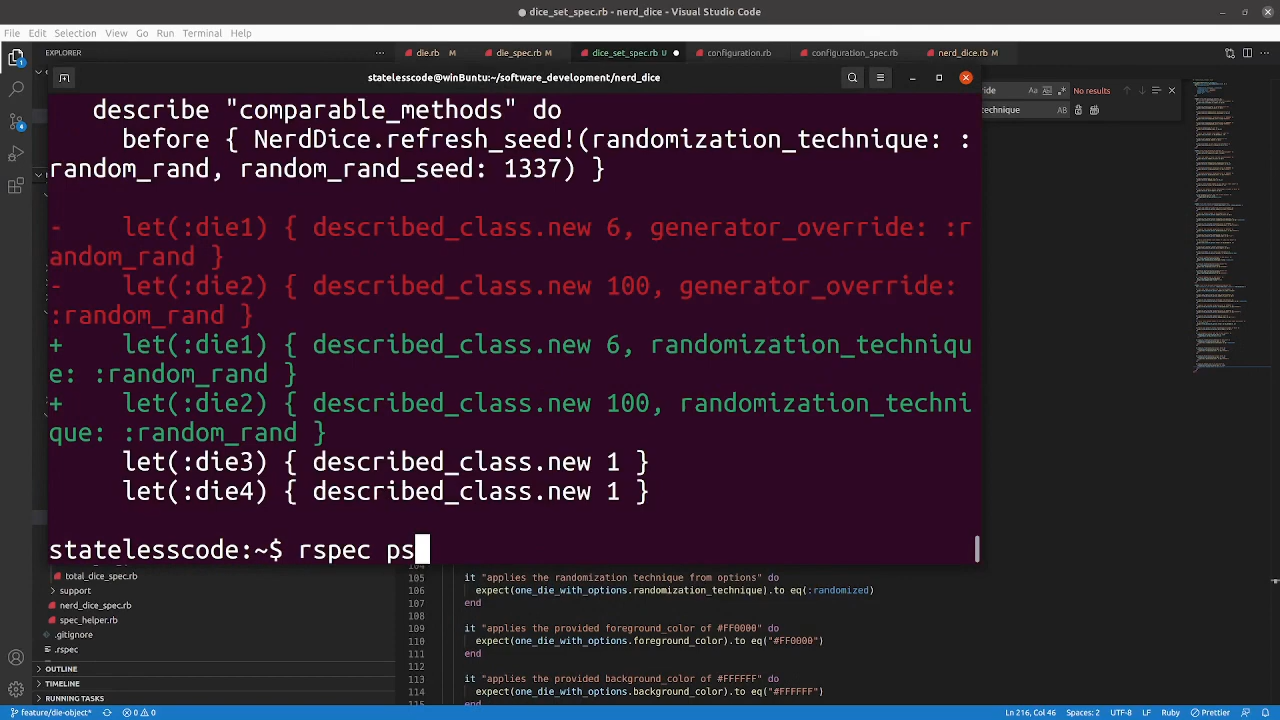 dice_set_spec.rb - nerd_dice - Visual Studio Code
File Edit Selection View Go Run Terminal Help
EXPLORER
die.rb M
die_spec.rb M
dice_set_spec.rb U
configuration.rb
configuration_spec.rb
nerd_dice.rb M
statelesscode@winBuntu:~/software_development/nerd_dice
No results
describe "comparable_methods" do
before { NerdDice.refresh_seed!(randomization_technique: :
random_rand, random_rand_seed: 1337) }
- let(:die1) { described_class.new 6, generator_override: :r
andom_rand }
- let(:die2) { described_class.new 100, generator_override:
:random_rand }
+ let(:die1) { described_class.new 6, randomization_techniqu
e: :random_rand }
+ let(:die2) { described_class.new 100, randomization_techni
que: :random_rand }
let(:die3) { described_class.new 1 }
let(:die4) { described_class.new 1 }
statelesscode:~$ rspec ps
total_dice_spec.rb
support
nerd_dice_spec.rb
spec_helper.rb
.gitignore
.rspec
OUTLINE
TIMELINE
RUNNING TASKS
105 it "applies the randomization technique from options" do
106 expect(one_die_with_options.randomization_technique).to eq(:randomized)
107 end
108
109 it "applies the provided foreground_color of #FF0000" do
110 expect(one_die_with_options.foreground_color).to eq("#FF0000")
111 end
112
113 it "applies the provided background_color of #FFFFFF" do
114 expect(one_die_with_options.background_color).to eq("#FFFFFF")
feature/die-object* 0 0 Ln 216, Col 46 Spaces: 2 UTF-8 LF Ruby Prettier